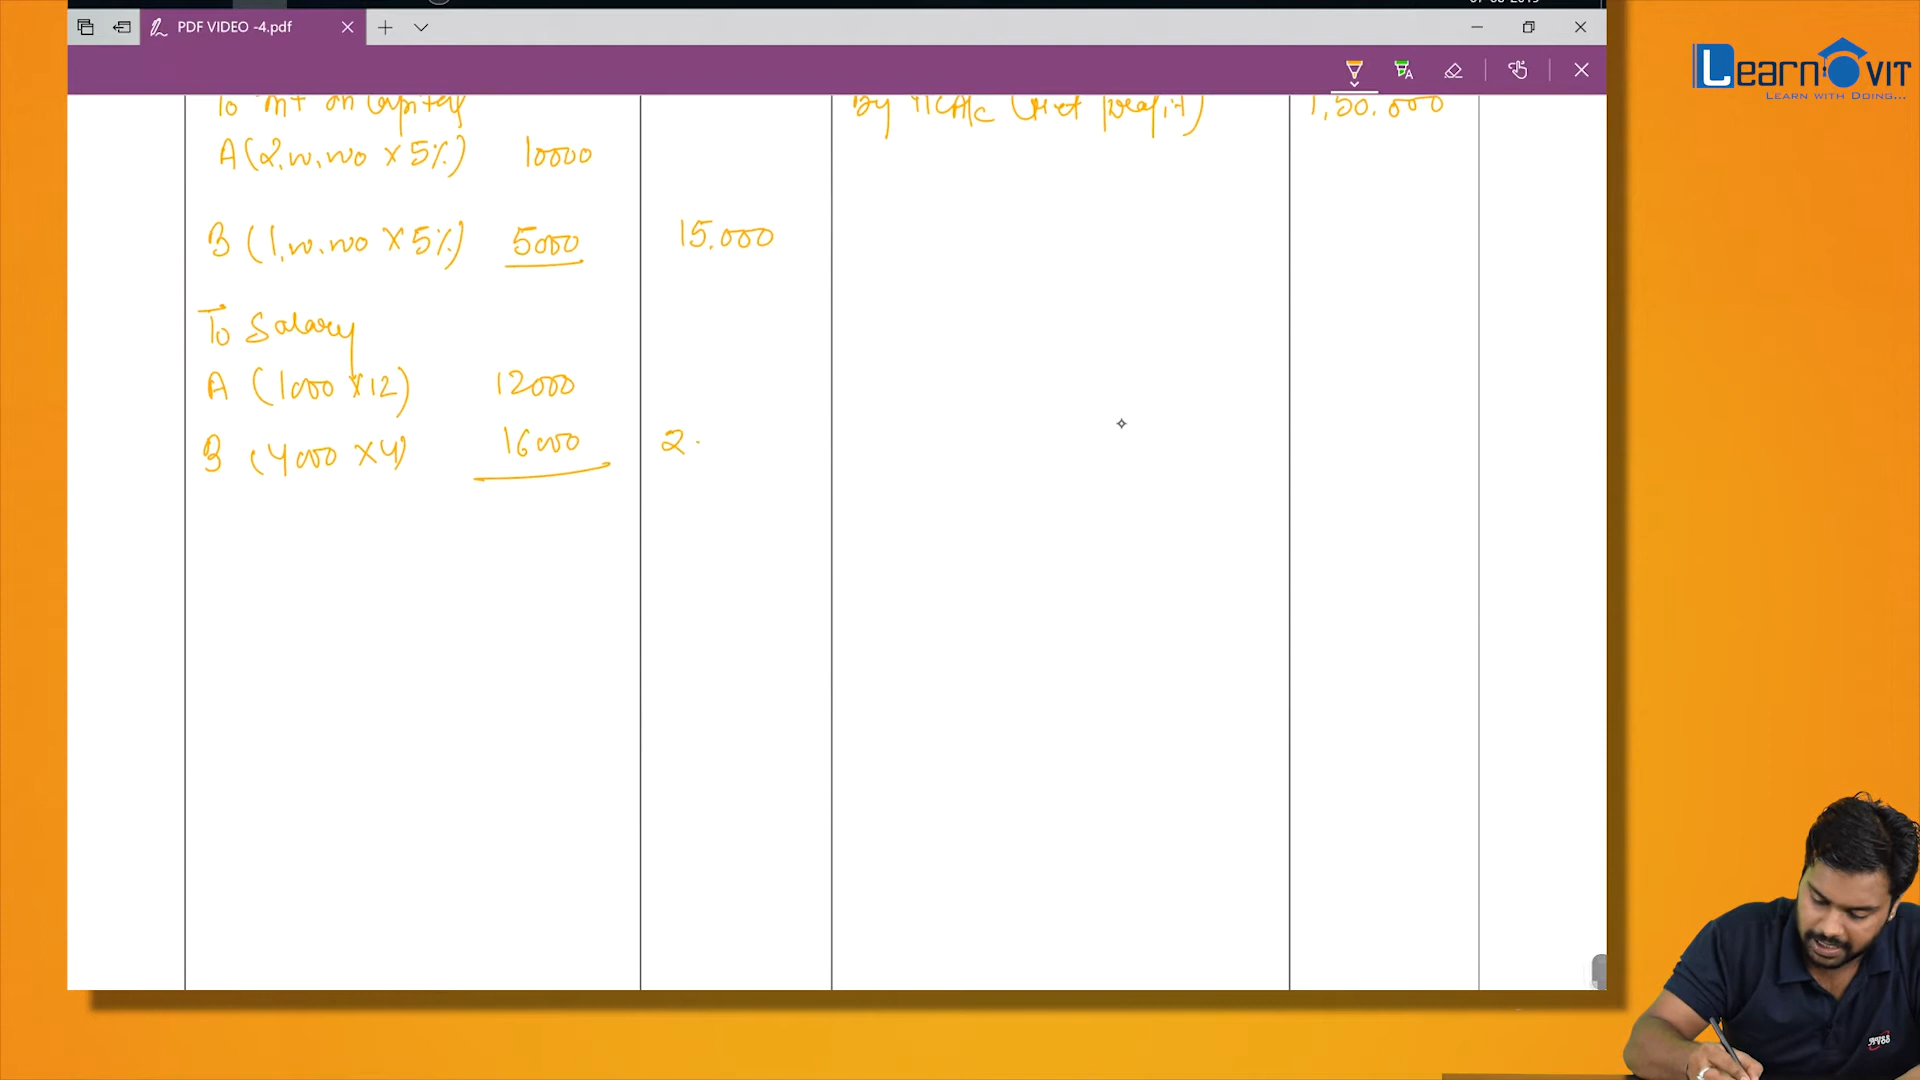 PDF VIDEO -4.pdf
Learn OVIT
LEARN WITH DOING...
To int on Capital
By P/L A/c (Net profit) 1,50,000
A (2,00,000 X 5%) 10000
B (1,00,000 X 5%) 5000 15,000
To Salary
A (1000 X 12) 12000
B (4000 X 4) 16000 2
AV88